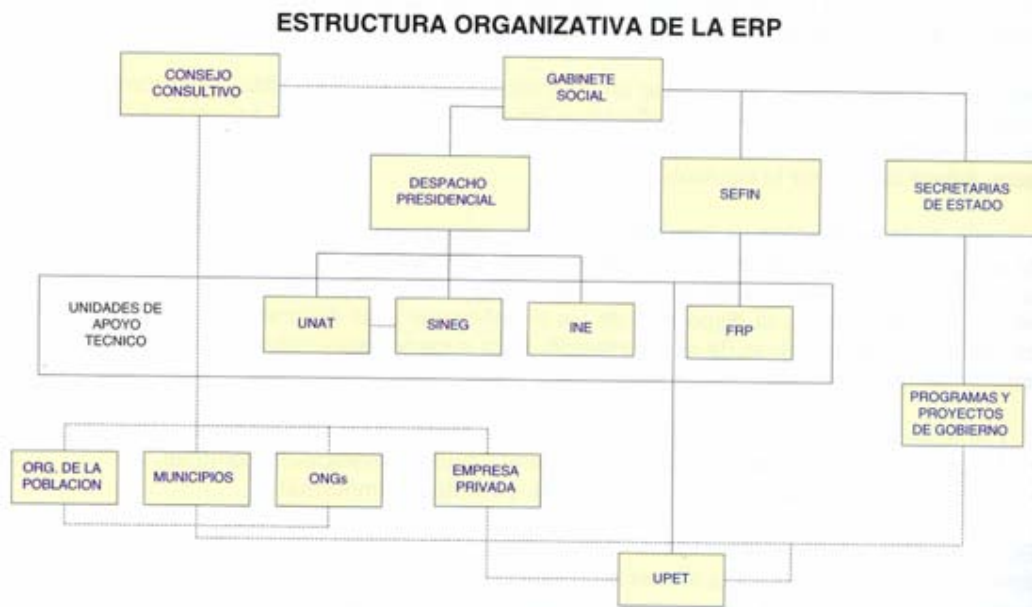 ESTRUCTURA ORGANIZATIVA DE LA ERP
CONSEJO
CONSULTIVO
GABINETE
SOCIAL
DESPACHO
PRESIDENCIAL
SEFIN
SECRETARIAS
DE ESTADO
UNIDADES DE
APOYO
TECNICO
UNAT
SINEG
INE
FRP
PROGRAMAS Y
PROYECTOS
DE GOBIERNO
ORG. DE LA
POBLACION
MUNICIPIOS
ONGs
EMPRESA
PRIVADA
UPET